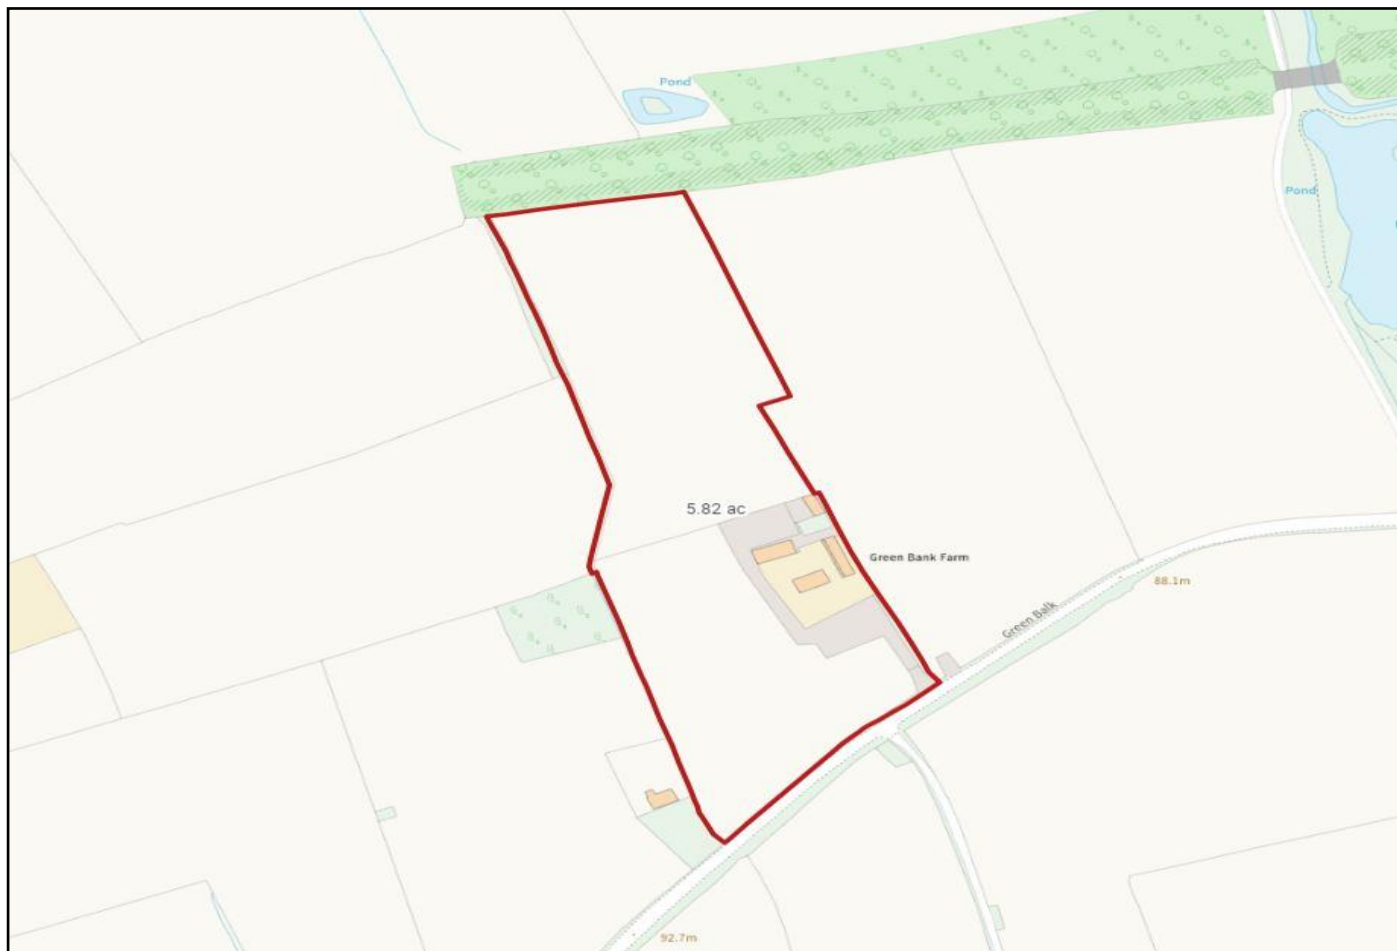 Pond
Pond
5.82 ac
Green Bank Farm
88.1m
Green Balk
92.7m